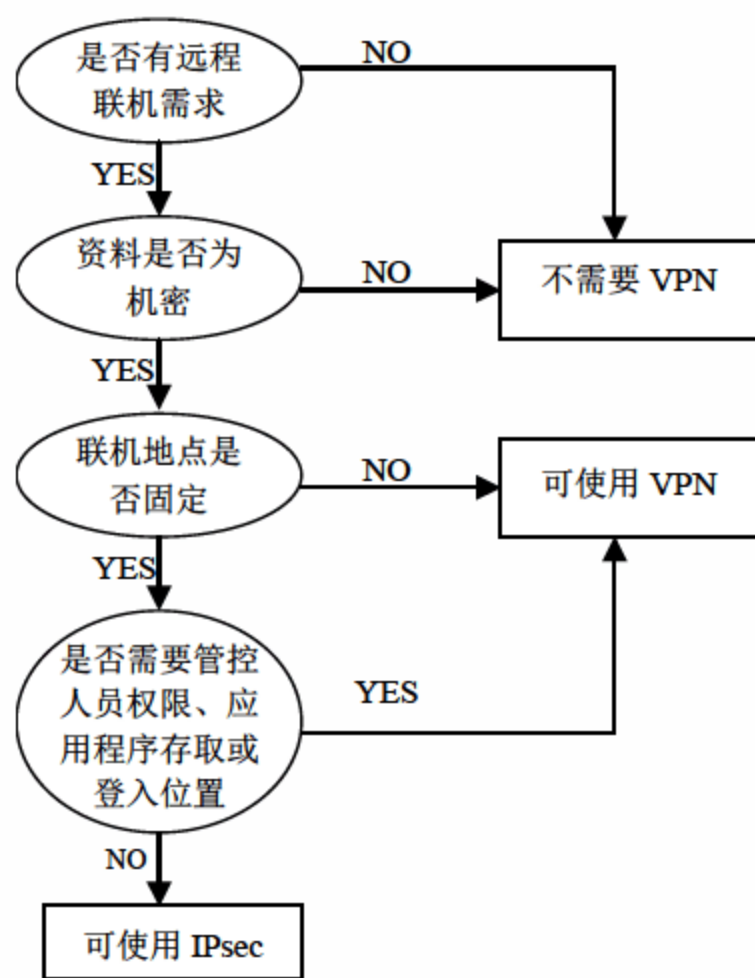 是否有远程
联机需求
NO
YES
资料是否为
机密
NO
不需要 VPN
YES
联机地点是
否固定
NO
可使用 VPN
YES
是否需要管控
人员权限、应
用程序存取或
登入位置
YES
NO
可使用 IPsec